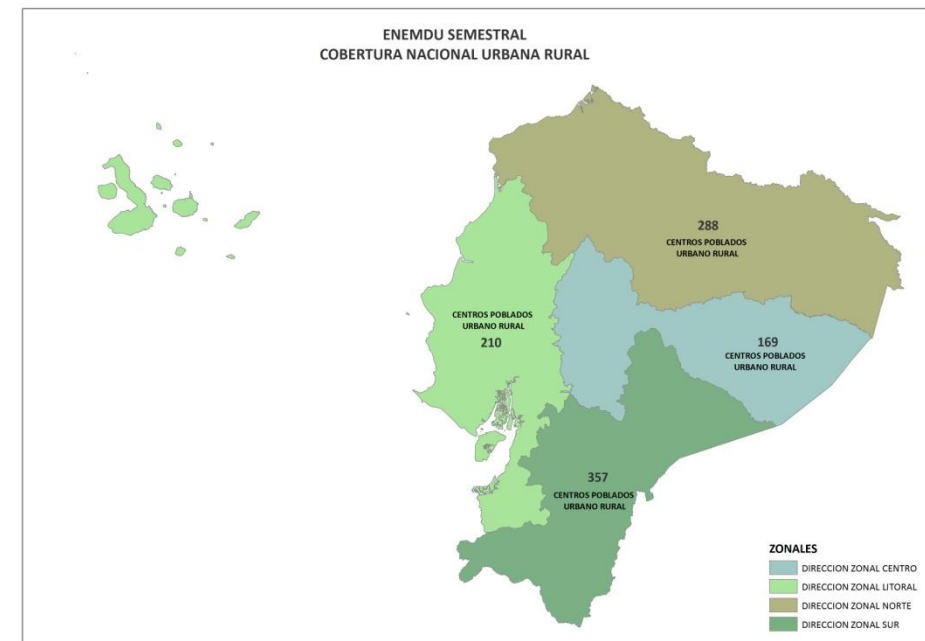 ENEMDU SEMESTRAL
COBERTURA NACIONAL URBANA RURAL
288
CENTROS POBLADOS
URBANO RURAL
CENTROS POBLADOS
URBANO RURAL
210
169
CENTROS POBLADOS
URBANO RURAL
357
CENTROS POBLADOS
URBANO RURAL
ZONALES
DIRECCION ZONAL CENTRO
DIRECCION ZONAL LITORAL
DIRECCION ZONAL NORTE
DIRECCION ZONAL SUR